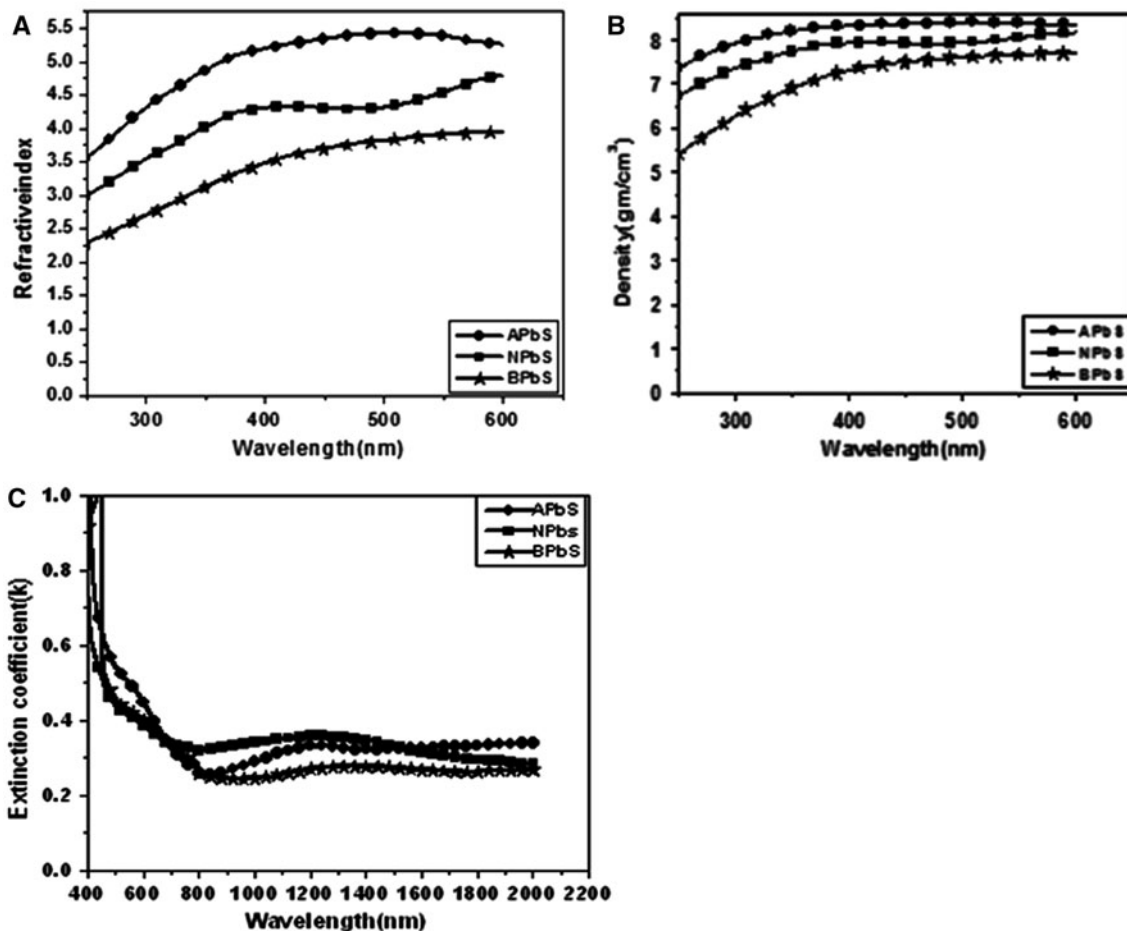 A
5.5
5.0
4.5
4.0
3.5
3.0
2.5
2.0
1.5
1.0
0.5
0.0
Refractiveindex
APbS
NPbS
BPbS
300 400 500 600
Wavelength(nm)
B
8
7
6
5
4
3
2
1
0
Density(gm/cm³)
APbS
NPbS
BPbS
300 400 500 600
Wavelength(nm)
C
1.0
0.8
0.6
0.4
0.2
0.0
Extinction coefficient(k)
APbS
NPbs
BPbS
400 600 800 1000 1200 1400 1600 1800 2000 2200
Wavelength(nm)